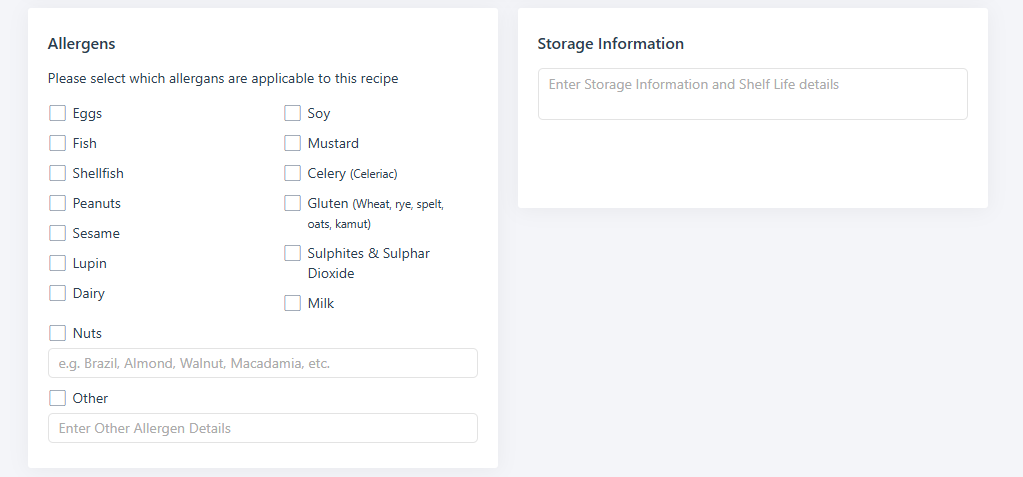 Allergens
Please select which allergans are applicable to this recipe
Eggs
Fish
Shellfish
Peanuts
Sesame
Lupin
Dairy
Soy
Mustard
Celery (Celeriac)
Gluten (Wheat, rye, spelt,
oats, kamut)
Sulphites & Sulphar
Dioxide
Milk
Nuts
e.g. Brazil, Almond, Walnut, Macadamia, etc.
Other
Enter Other Allergen Details
Storage Information
Enter Storage Information and Shelf Life details